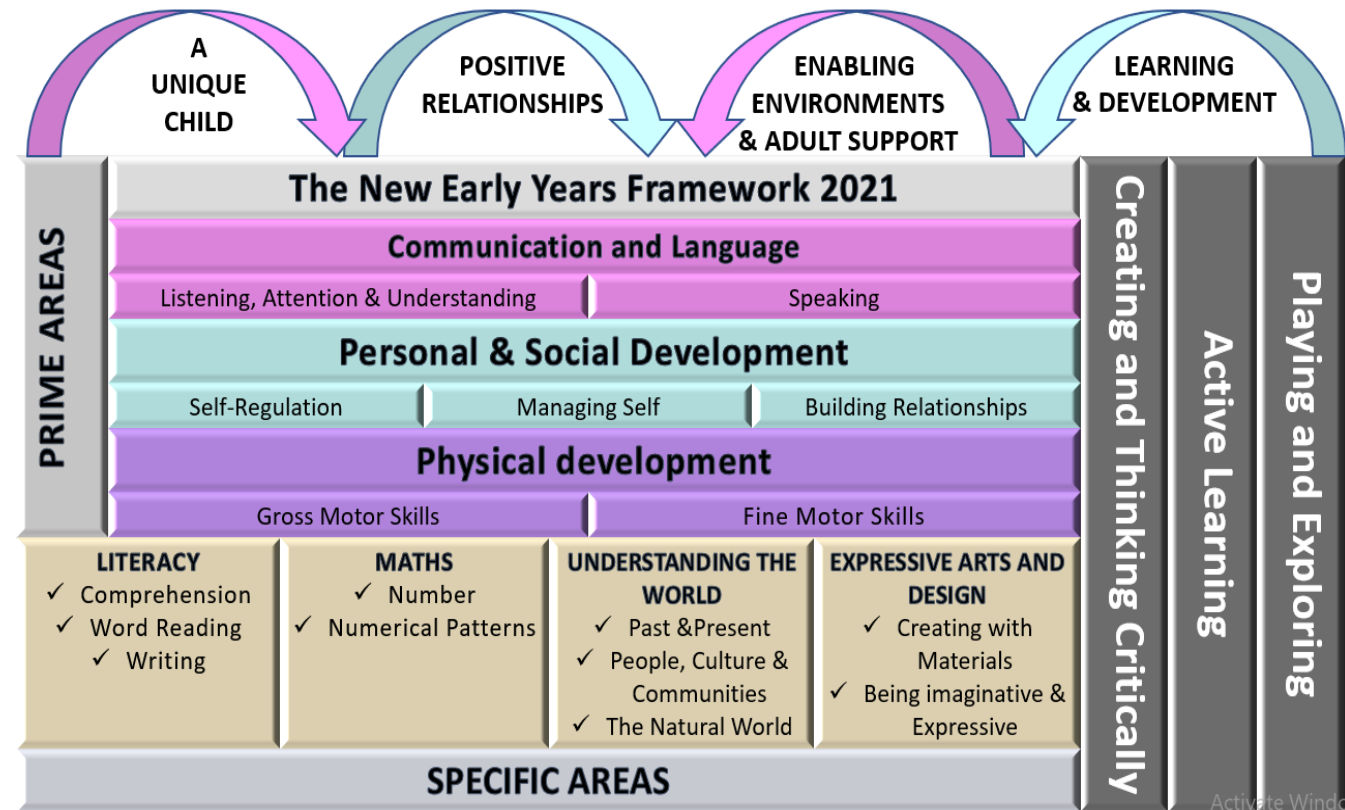 A
UNIQUE
CHILD
POSITIVE
RELATIONSHIPS
ENABLING
ENVIRONMENTS
& ADULT SUPPORT
LEARNING
& DEVELOPMENT
PRIME AREAS
The New Early Years Framework 2021
Communication and Language
Listening, Attention & Understanding
Speaking
Personal & Social Development
Self-Regulation
Managing Self
Building Relationships
Physical development
Gross Motor Skills
Fine Motor Skills
LITERACY
✓ Comprehension
✓ Word Reading
✓ Writing
MATHS
✓ Number
✓ Numerical Patterns
UNDERSTANDING THE
WORLD
✓ Past &Present
✓ People, Culture &
Communities
✓ The Natural World
EXPRESSIVE ARTS AND
DESIGN
✓ Creating with
Materials
✓ Being imaginative &
Expressive
SPECIFIC AREAS
Creating and Thinking Critically
Active Learning
Playing and Exploring
Activate